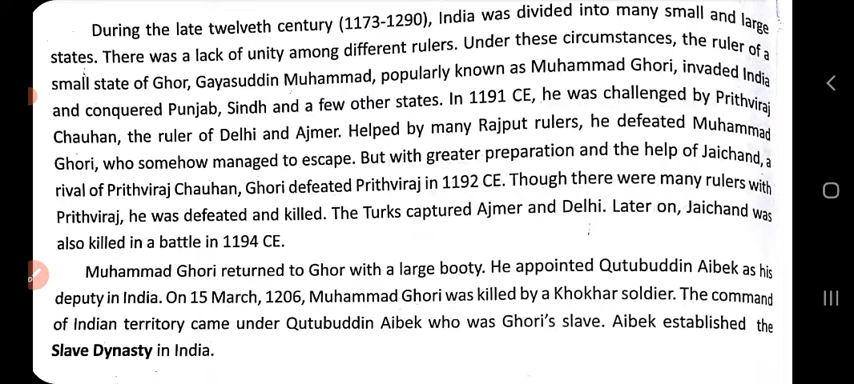 During the late twelveth century (1173-1290), India was divided into many small and large
states. There was a lack of unity among different rulers. Under these circumstances, the ruler of a
small state of Ghor, Gayasuddin Muhammad, popularly known as Muhammad Ghori, invaded India
and conquered Punjab, Sindh and a few other states. In 1191 CE, he was challenged by Prithviraj
Chauhan, the ruler of Delhi and Ajmer. Helped by many Rajput rulers, he defeated Muhammad
Ghori, who somehow managed to escape. But with greater preparation and the help of Jaichand, a
rival of Prithviraj Chauhan, Ghori defeated Prithviraj in 1192 CE. Though there were many rulers with
Prithviraj, he was defeated and killed. The Turks captured Ajmer and Delhi. Later on, Jaichand was
also killed in a battle in 1194 CE.
Muhammad Ghori returned to Ghor with a large booty. He appointed Qutubuddin Aibek as his
deputy in India. On 15 March, 1206, Muhammad Ghori was killed by a Khokhar soldier. The command
of Indian territory came under Qutubuddin Aibek who was Ghori's slave. Aibek established the
Slave Dynasty in India.